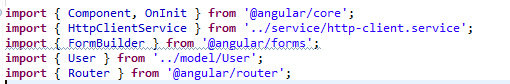 import { Component, OnInit } from '@angular/core';
import { HttpClientService } from '../service/http-client.service';
import { FormBuilder } from '@angular/forms';
import { User } from '../model/User';
import { Router } from '@angular/router';